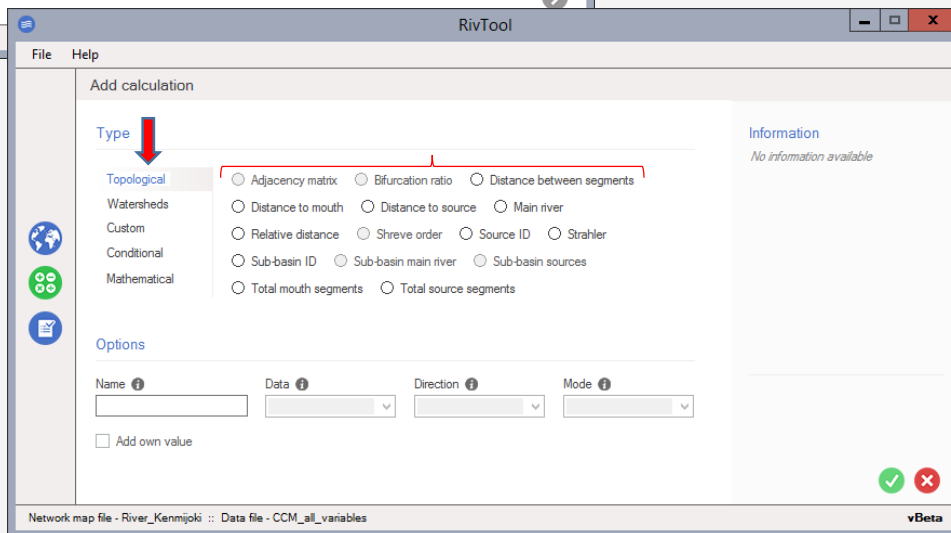 RivTool
File Help
Add calculation
Type
Topological
Watersheds
Custom
Conditional
Mathematical
Adjacency matrix Bifurcation ratio Distance between segments
Distance to mouth Distance to source Main river
Relative distance Shreve order Source ID Strahler
Sub-basin ID Sub-basin main river Sub-basin sources
Total mouth segments Total source segments
Information
No information available
Options
Name Data Direction Mode
Add own value
Network map file - River_Kenmijoki :: Data file - CCM_all_variables vBeta